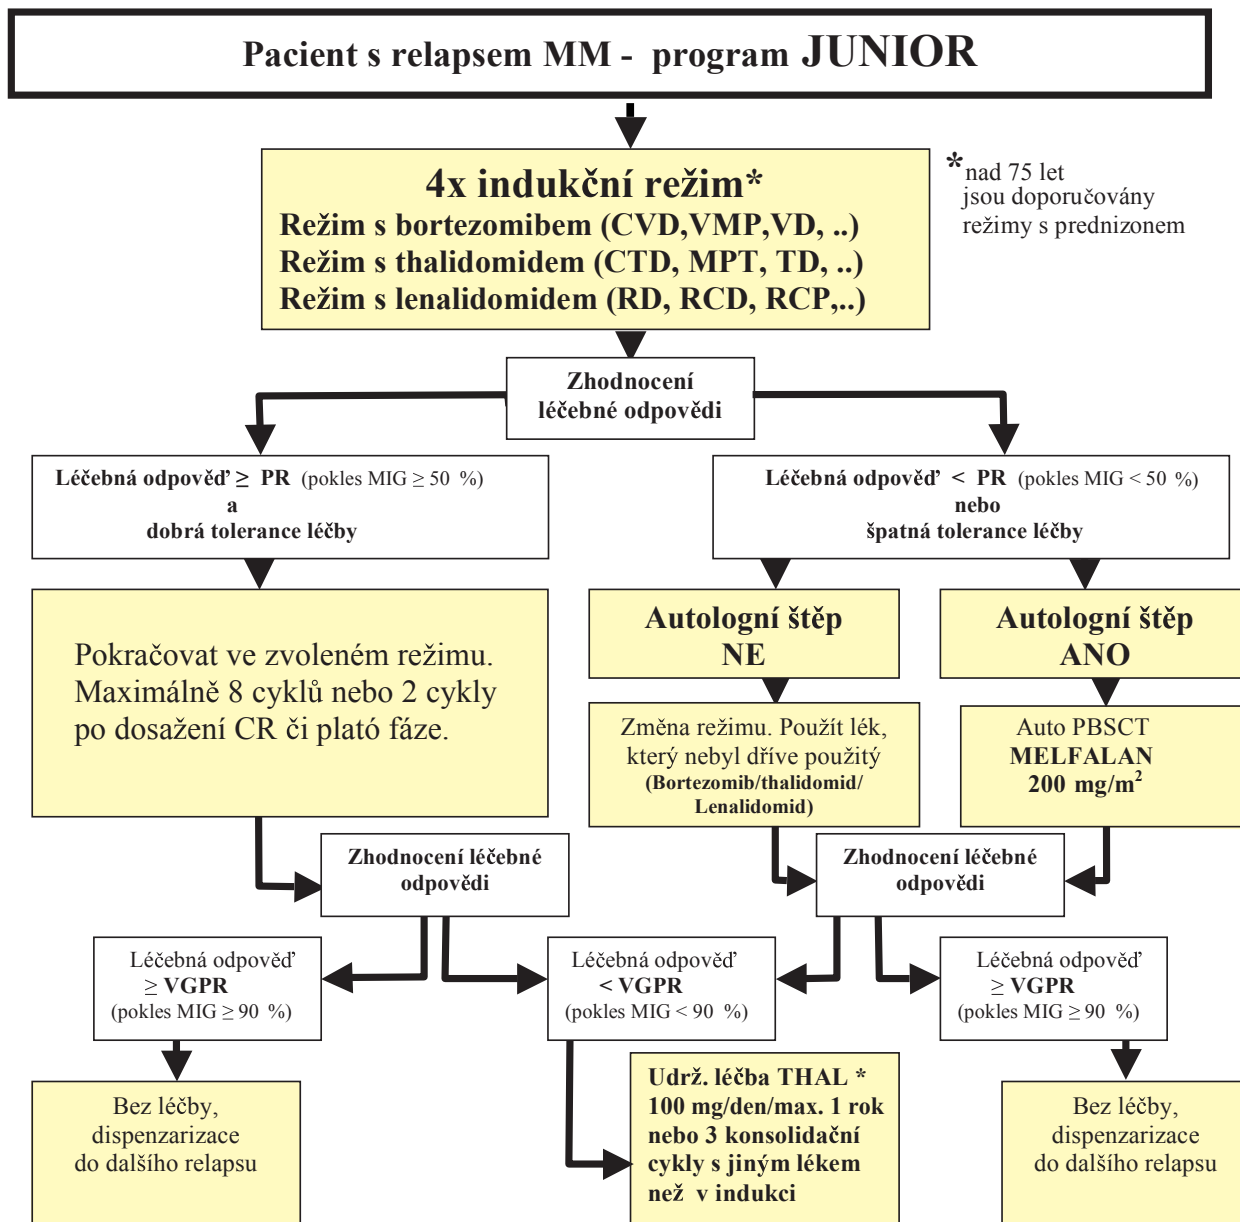 Pacient s relapsem MM - program JUNIOR
4x indukční režim*
Režim s bortezomibem (CVD,VMP,VD, ..)
Režim s thalidomidem (CTD, MPT, TD, ..)
Režim s lenalidomidem (RD, RCD, RCP,..)
*nad 75 let
jsou doporučovány
režimy s prednizonem
Zhodnocení
léčebné odpovědi
Léčebná odpověď ≥ PR (pokles MIG ≥ 50 %)
a
dobrá tolerance léčby
Léčebná odpověď < PR (pokles MIG < 50 %)
nebo
špatná tolerance léčby
Pokračovat ve zvoleném režimu.
Maximálně 8 cyklů nebo 2 cykly
po dosažení CR či plató fáze.
Autologní štěp
NE
Autologní štěp
ANO
Změna režimu. Použít lék,
který nebyl dříve použitý
(Bortezomib/thalidomid/
Lenalidomid)
Auto PBSCT
MELFALAN
200 mg/m²
Zhodnocení léčebné
odpovědi
Zhodnocení léčebné
odpovědi
Léčebná odpověď
≥ VGPR
(pokles MIG ≥ 90 %)
Léčebná odpověď
< VGPR
(pokles MIG < 90 %)
Léčebná odpověď
≥ VGPR
(pokles MIG ≥ 90 %)
Bez léčby,
dispenzarizace
do dalšího relapsu
Udrž. léčba THAL *
100 mg/den/max. 1 rok
nebo 3 konsolidační
cykly s jiným lékem
než v indukci
Bez léčby,
dispenzarizace
do dalšího relapsu